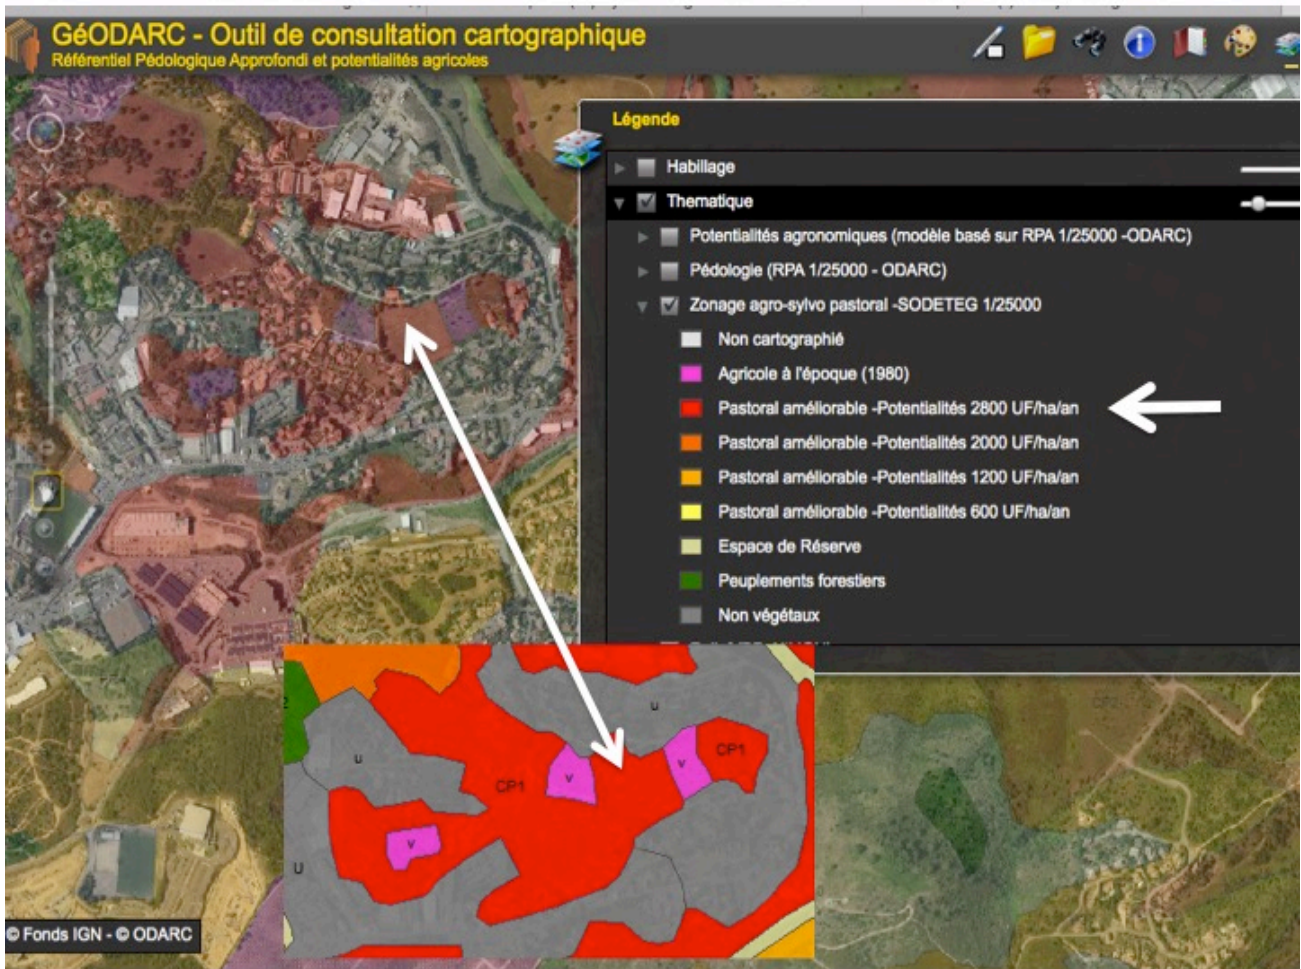 GéODARC - Outil de consultation cartographique
Référentiel Pédologique Approfondi et potentialités agricoles
Légende
Habillage
Thematique
Potentialités agronomiques (modèle basé sur RPA 1/25000 -ODARC)
Pédologie (RPA 1/25000 - ODARC)
Zonage agro-sylvo pastoral -SODETEG 1/25000
Non cartographié
Agricole à l'époque (1980)
Pastoral améliorable -Potentialités 2800 UF/ha/an
Pastoral améliorable -Potentialités 2000 UF/ha/an
Pastoral améliorable -Potentialités 1200 UF/ha/an
Pastoral améliorable -Potentialités 600 UF/ha/an
Espace de Réserve
Peuplements forestiers
Non végétaux
u
u
CP1
v
v
CP1
v
U
© Fonds IGN - © ODARC